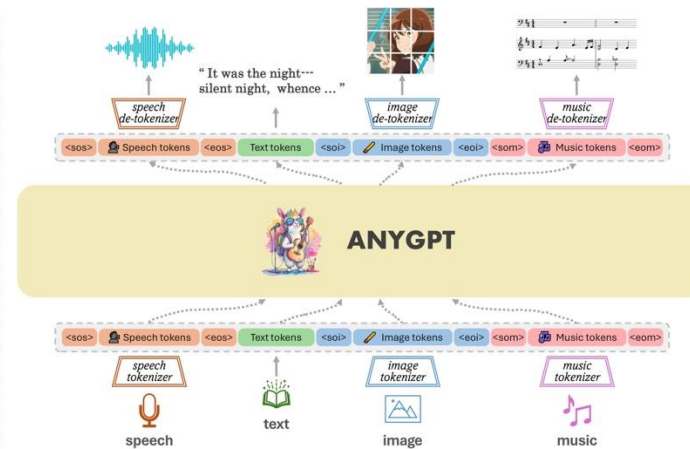 “ It was the night---
silent night, whence ... ”
speech
de-tokenizer
image
de-tokenizer
music
de-tokenizer
<sos> Speech tokens <eos> Text tokens <soi> Image tokens <eoi> <som> Music tokens <eom>
ANYGPT
<sos> Speech tokens <eos> Text tokens <soi> Image tokens <eoi> <som> Music tokens <eom>
speech
tokenizer
image
tokenizer
music
tokenizer
speech
text
image
music